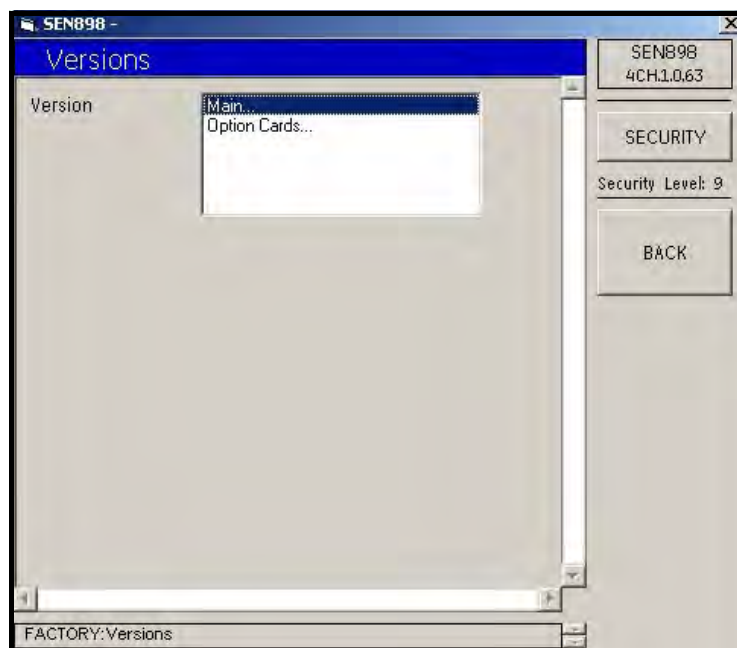 SEN898 -
Versions
Version
Main...
Option Cards...
SEN898
4CH.1.0.63
SECURITY
Security Level: 9
BACK
FACTORY:Versions